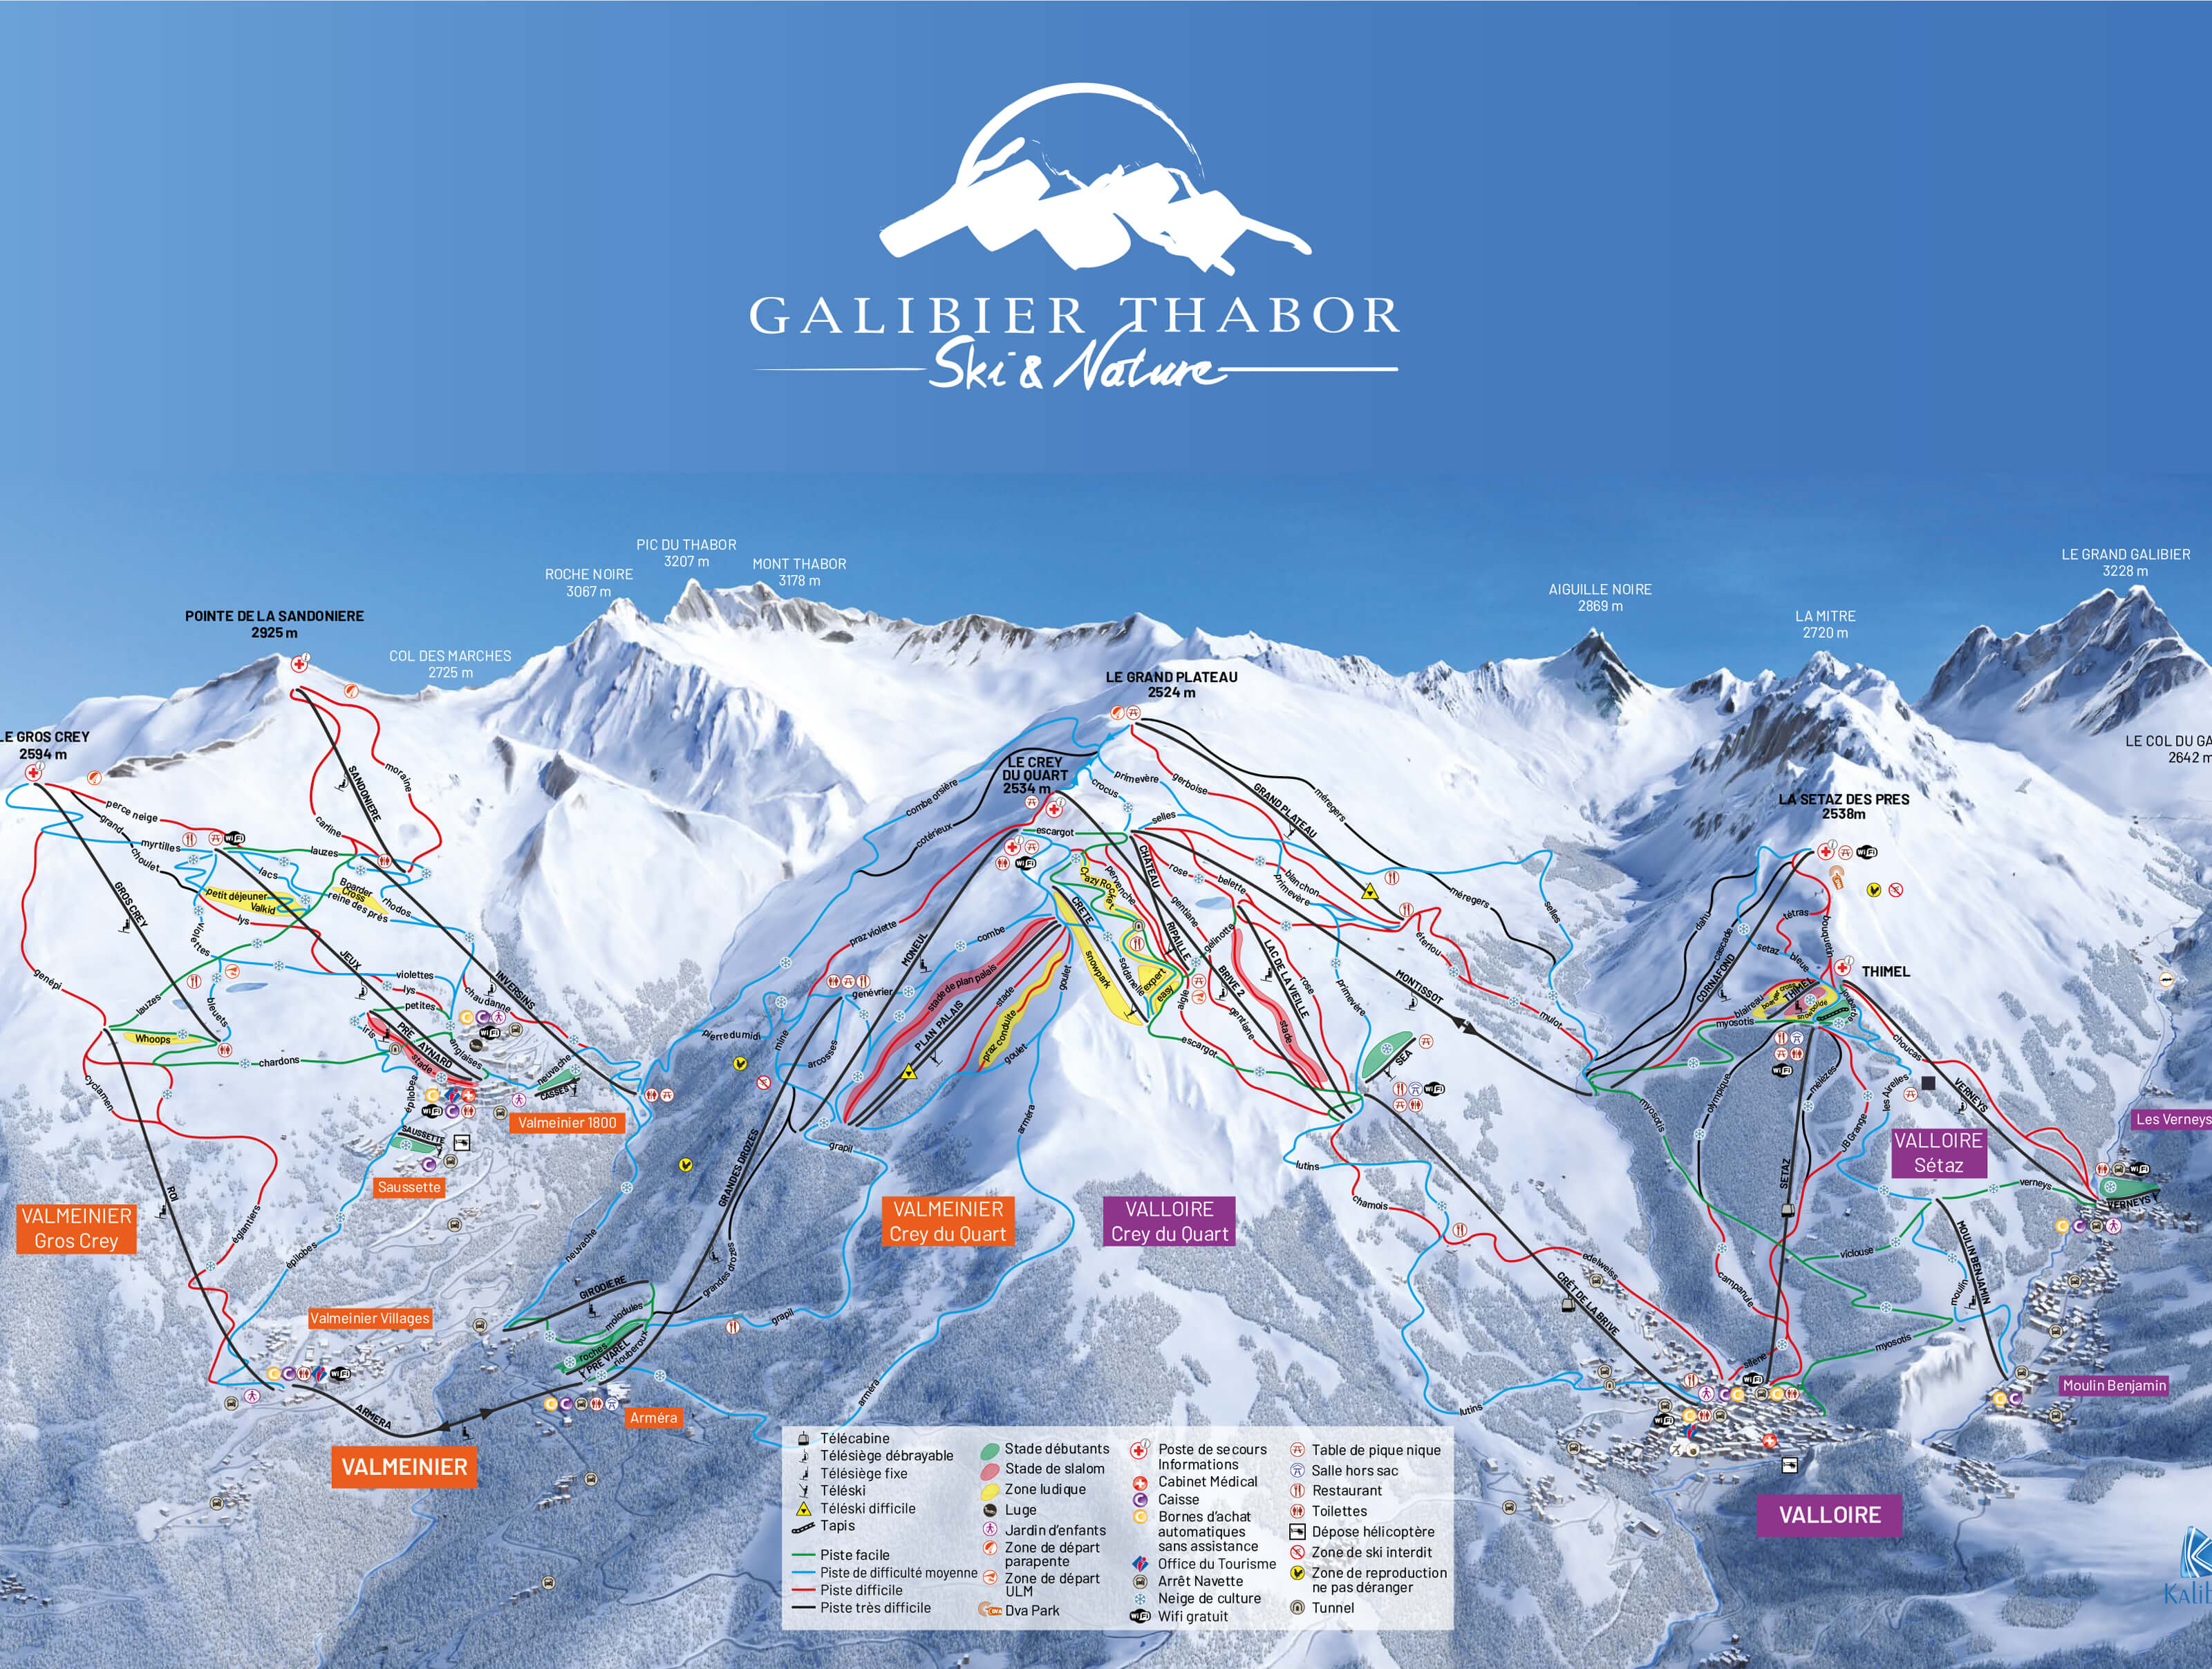 GALIBIER THABOR
Ski & Nature
PIC DU THABOR
3207 m
MONT THABOR
3178 m
ROCHE NOIRE
3067 m
POINTE DE LA SANDONIERE
2925 m
COL DES MARCHES
2725 m
LE GRAND GALIBIER
3228 m
AIGUILLE NOIRE
2869 m
LA MITRE
2720 m
LE GRAND PLATEAU
2524 m
LE GROS CREY
2594 m
LE COL DU GA
2642 m
LE CREY
DU QUART
2534 m
LA SETAZ DES PRES
2538m
THIMEL
perce neige
grand
choulet
myrtilles
lauzes
lacs
carline
moraine
SANDONIERE
petit déjeuner
Valkid
Boarder
Cross
reine des prés
rhodos
lys
GROS CREY
violettes
JEUX
violettes
lys
petites
chaudanne
INVERSINS
genépi
lauzes
bleuets
Whoops
chardons
iris
PRE AYNARD
stade
anglaises
épilobes
neuvache
CASSES
cyclamen
SAUSSETTE
Valmeinier 1800
Saussette
ROI
églantiers
épilobes
neuvache
VALMEINIER
Gros Crey
Valmeinier Villages
ARMERA
VALMEINIER
Arméra
GIRODIERE
molodules
roches
PRE VAREL
riouberoux
combe orsière
cotérieux
escargot
praz violette
MONEUL
combe
genévrier
stade de plan palais
PLAN PALAIS
stade
praz conduite
goulet
goulet
pierre du midi
mine
arcosses
GRANDES DROZES
grandes drozes
grapil
grapil
arméra
arméra
VALMEINIER
Crey du Quart
VALLOIRE
Crey du Quart
crocus
primevère
gerboise
GRAND PLATEAU
méregers
selles
CHATEAU
Crazy Rocket
pervenche
CRETE
snowpark
soldanelle
expert
easy
RIPAILLE
gentiane
rose
belette
blanchon
primevère
gelinotte
BRIVE 2
LAC DE LA VIEILLE
rose
aigle
gentiane
stade
escargot
primevère
éterlou
MONTISSOT
méregers
selles
mulot
SEA
lutins
chamois
edelweiss
CRÊT DE LA BRIVE
lutins
dahu
cascade
CORNAFOND
tétras
setaz
bleue
bouquetin
blaireau
boarder cross
THIMEL
myosotis
olympique
mélèzes
choucas
VERNEYS
les Airelles
JB Grange
myosotis
SETAZ
campanule
silène
verneys
VERNEYS
viclouse
moulin
MOULIN BENJAMIN
myosotis
Les Verneys
VALLOIRE
Sétaz
Moulin Benjamin
VALLOIRE
Télécabine
Télésiège débrayable
Télésiège fixe
Téléski
Téléski difficile
Tapis
Piste facile
Piste de difficulté moyenne
Piste difficile
Piste très difficile
Stade débutants
Stade de slalom
Zone ludique
Luge
Jardin d'enfants
Zone de départ
parapente
Zone de départ
ULM
Dva Park
Poste de secours
Informations
Cabinet Médical
Caisse
Bornes d'achat
automatiques
sans assistance
Office du Tourisme
Arrêt Navette
Neige de culture
Wifi gratuit
Table de pique nique
Salle hors sac
Restaurant
Toilettes
Dépose hélicoptère
Zone de ski interdit
Zone de reproduction
ne pas déranger
Tunnel
Kalib